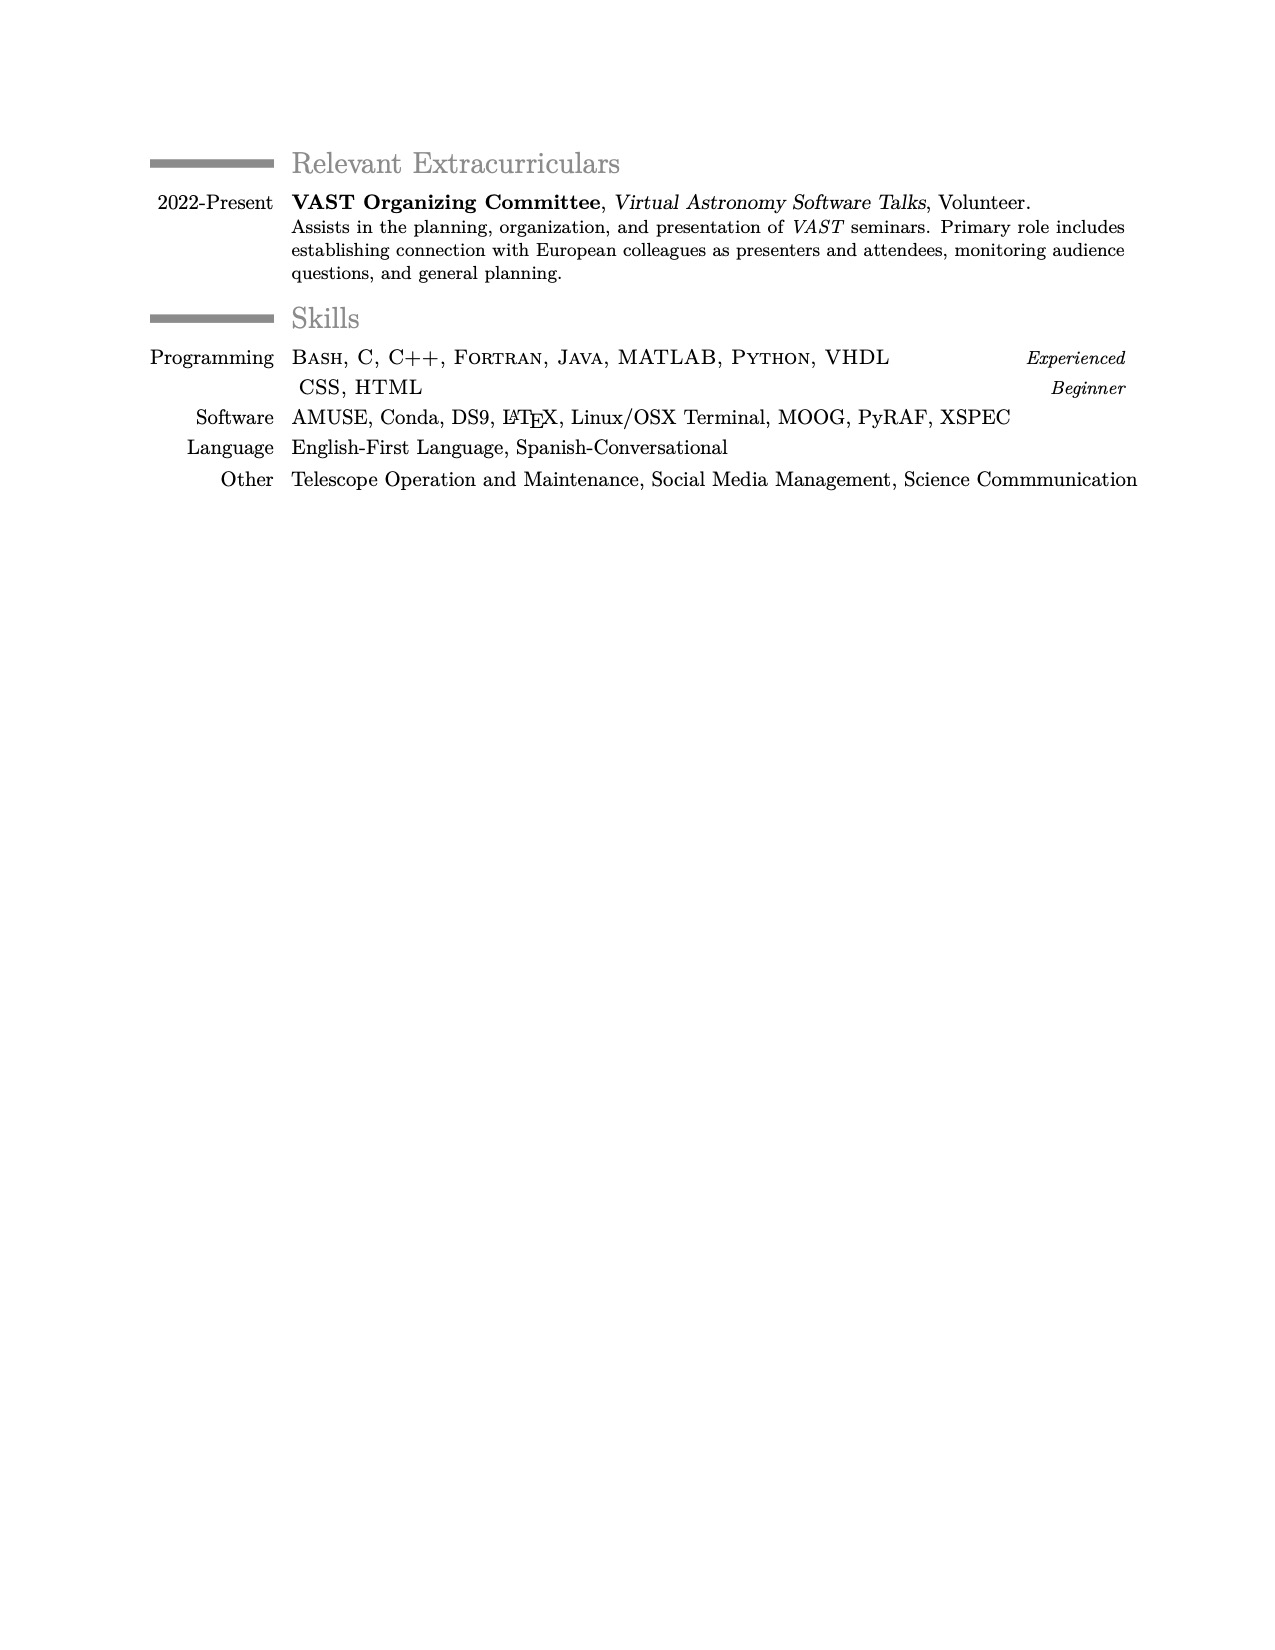 Relevant Extracurriculars
2022-Present VAST Organizing Committee, Virtual Astronomy Software Talks, Volunteer.
Assists in the planning, organization, and presentation of VAST seminars. Primary role includes
establishing connection with European colleagues as presenters and attendees, monitoring audience
questions, and general planning.
Skills
Programming BASH, C, C++, FORTRAN, JAVA, MATLAB, PYTHON, VHDL Experienced
CSS, HTML Beginner
Software AMUSE, Conda, DS9, LATEX, Linux/OSX Terminal, MOOG, PyRAF, XSPEC
Language English-First Language, Spanish-Conversational
Other Telescope Operation and Maintenance, Social Media Management, Science Commmunication